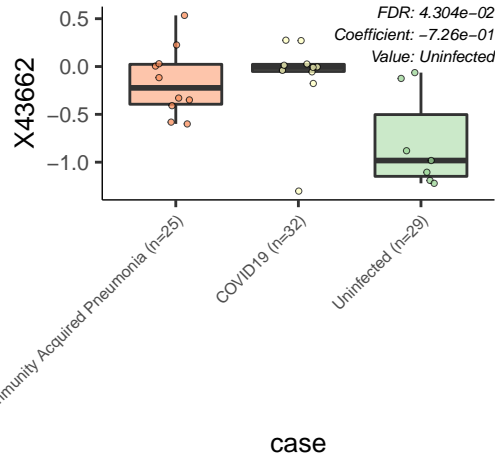 FDR: 4.304e−02
Coefficient: −7.26e−01
Value: Uninfected
X43662
0.5
0.0
−0.5
−1.0
Acquired Pneumonia (n=25)
COVID19 (n=32)
Uninfected (n=29)
case